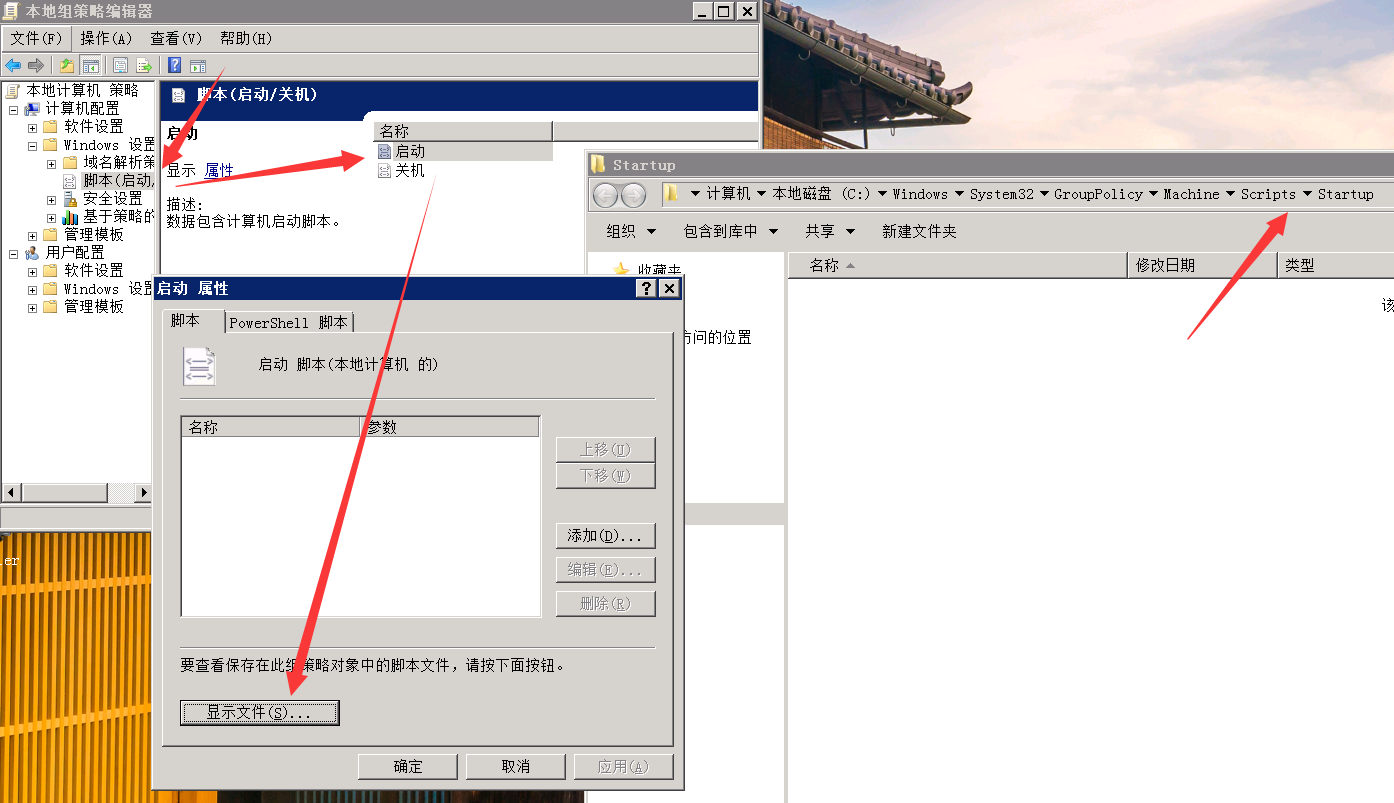 本地组策略编辑器
文件(F) 操作(A) 查看(V) 帮助(H)
本地计算机 策略
计算机配置
软件设置
Windows 设置
域名解析策
脚本(启动/
安全设置
基于策略的
管理模板
用户配置
软件设置
Windows 设置
管理模板
脚本(启动/关机)
启动
显示 属性
描述:
数据包含计算机启动脚本。
名称
启动
关机
Startup
计算机 本地磁盘 (C:) Windows System32 GroupPolicy Machine Scripts Startup
组织 包含到库中 共享 新建文件夹
收藏夹
访问的位置
名称 修改日期 类型
该
启动 属性
脚本 PowerShell 脚本
启动 脚本(本地计算机 的)
名称 参数
上移(U)
下移(W)
添加(D)...
编辑(E)...
删除(R)
要查看保存在此组策略对象中的脚本文件，请按下面按钮。
显示文件(S)...
确定 取消 应用(A)
er